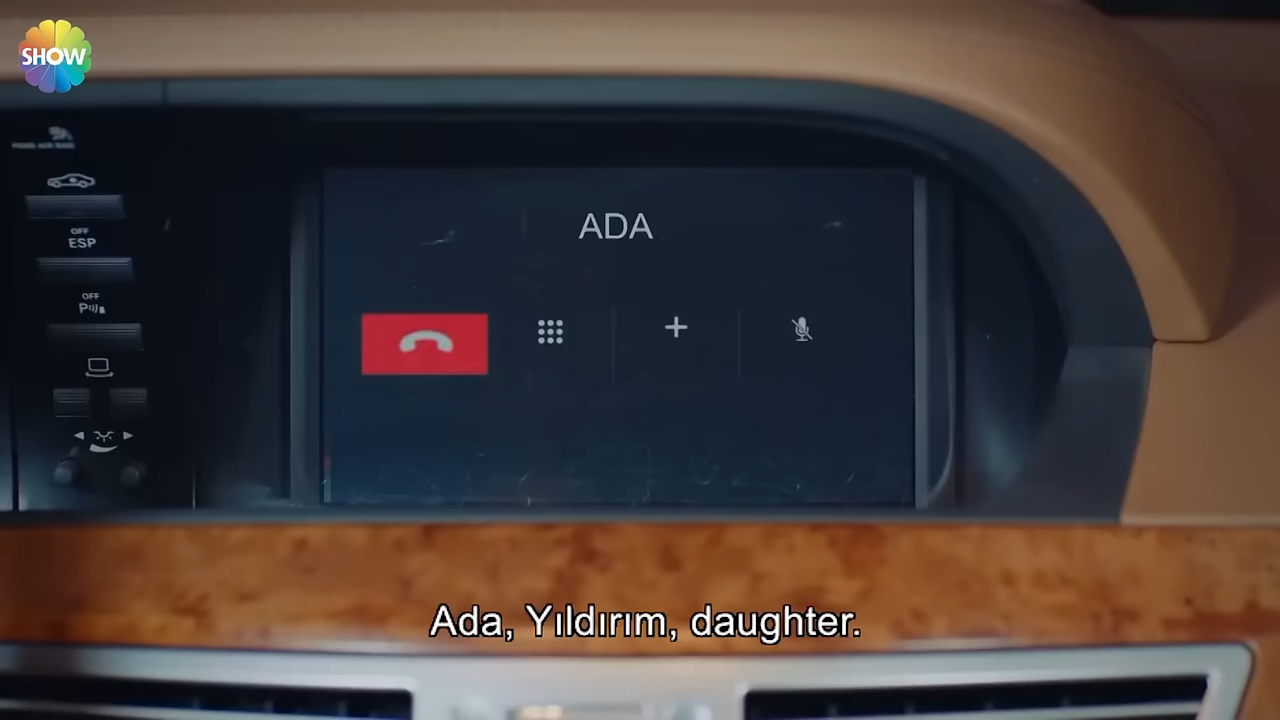 SHOW
OFF
ESP
OFF
P
ADA
Ada, Yıldırım, daughter.